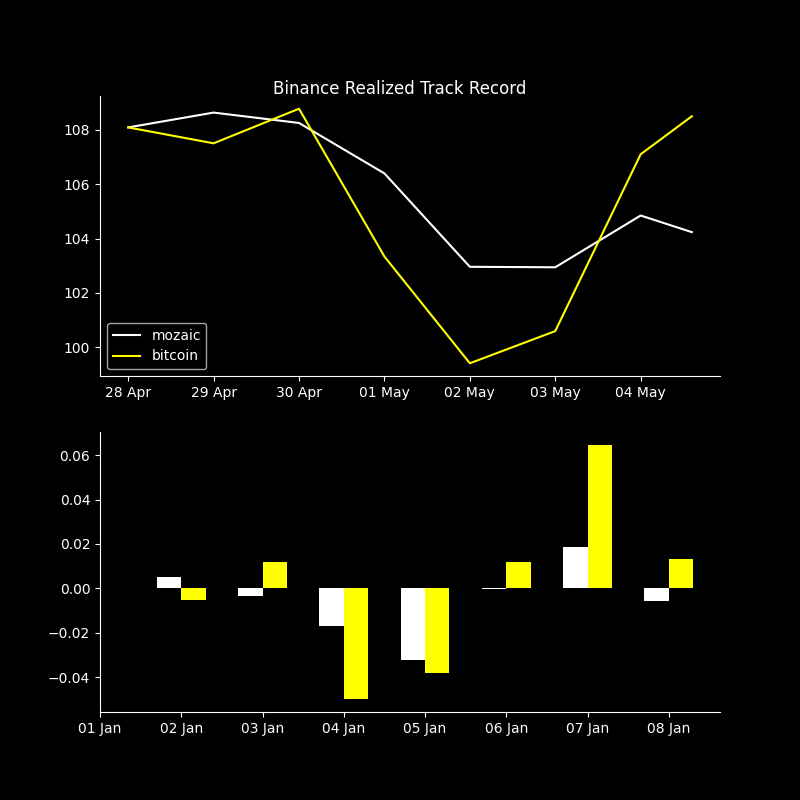 Binance Realized Track Record
108
106
104
102
100
mozaic
bitcoin
28 Apr 29 Apr 30 Apr 01 May 02 May 03 May 04 May
0.06
0.04
0.02
0.00
−0.02
−0.04
01 Jan 02 Jan 03 Jan 04 Jan 05 Jan 06 Jan 07 Jan 08 Jan